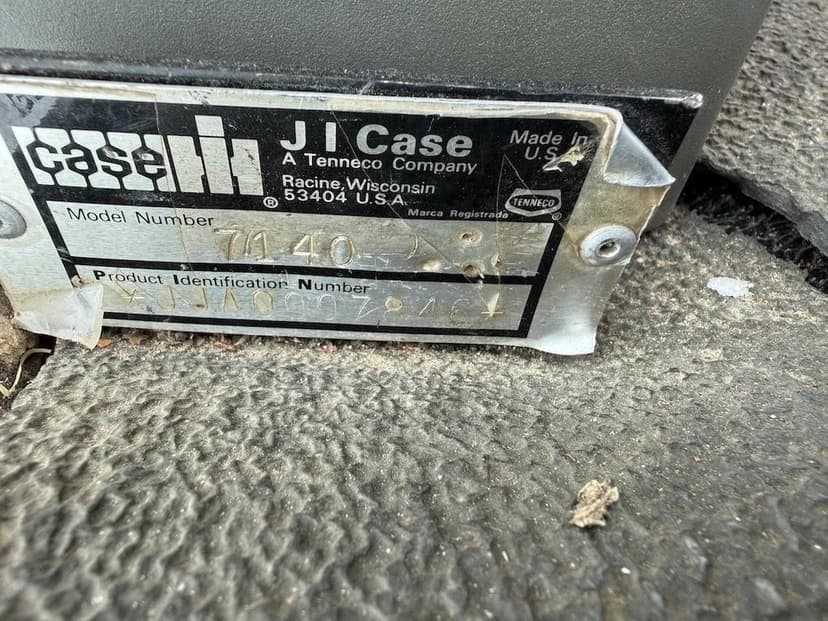 case IH ®
J I Case
A Tenneco Company
Racine, Wisconsin
53404 U.S.A.
Made In
U.S.A
Marca Registrada
TENNECO ®
Model Number
7140
Product Identification Number